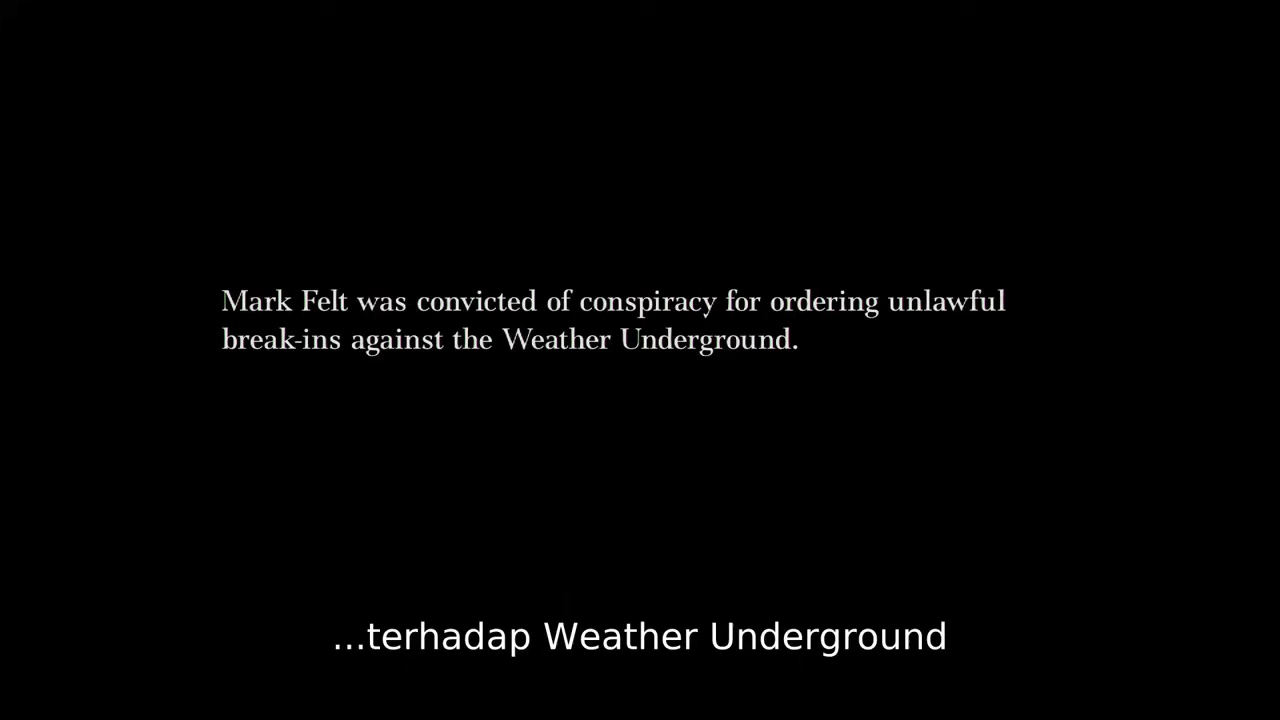 Mark Felt was convicted of conspiracy for ordering unlawful
break-ins against the Weather Underground.
...terhadap Weather Underground